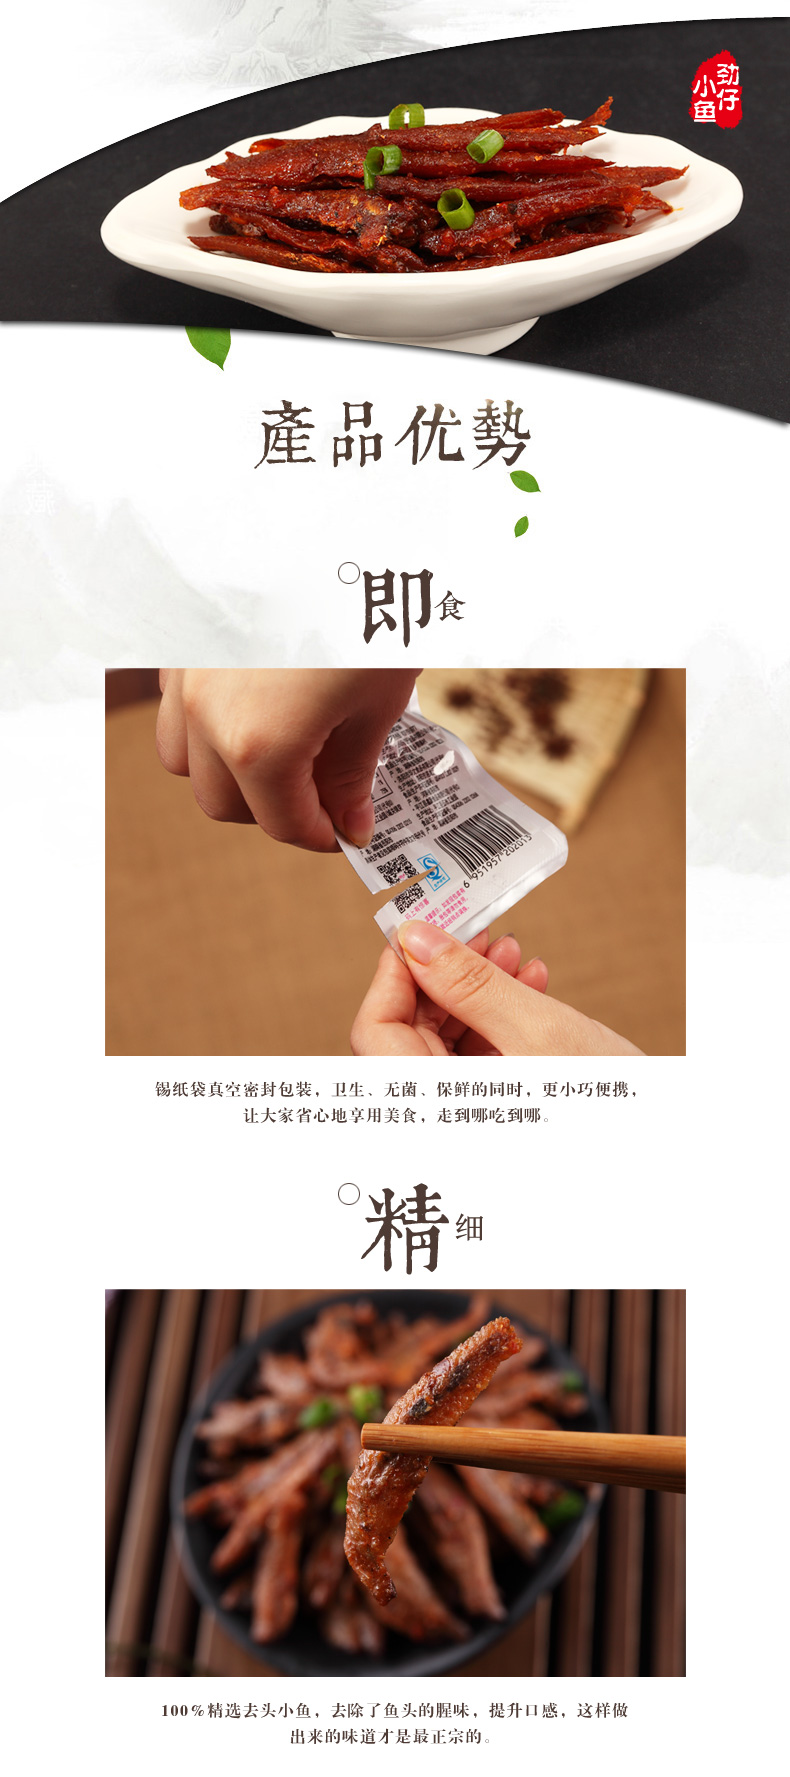 劲仔
小鱼
產品优勢
即食
6 951957 202015
锡纸袋真空密封包装，卫生、无菌、保鲜的同时，更小巧便携，
让大家省心地享用美食，走到哪吃到哪。
精细
100%精选去头小鱼，去除了鱼头的腥味，提升口感，这样做
出来的味道才是最正宗的。